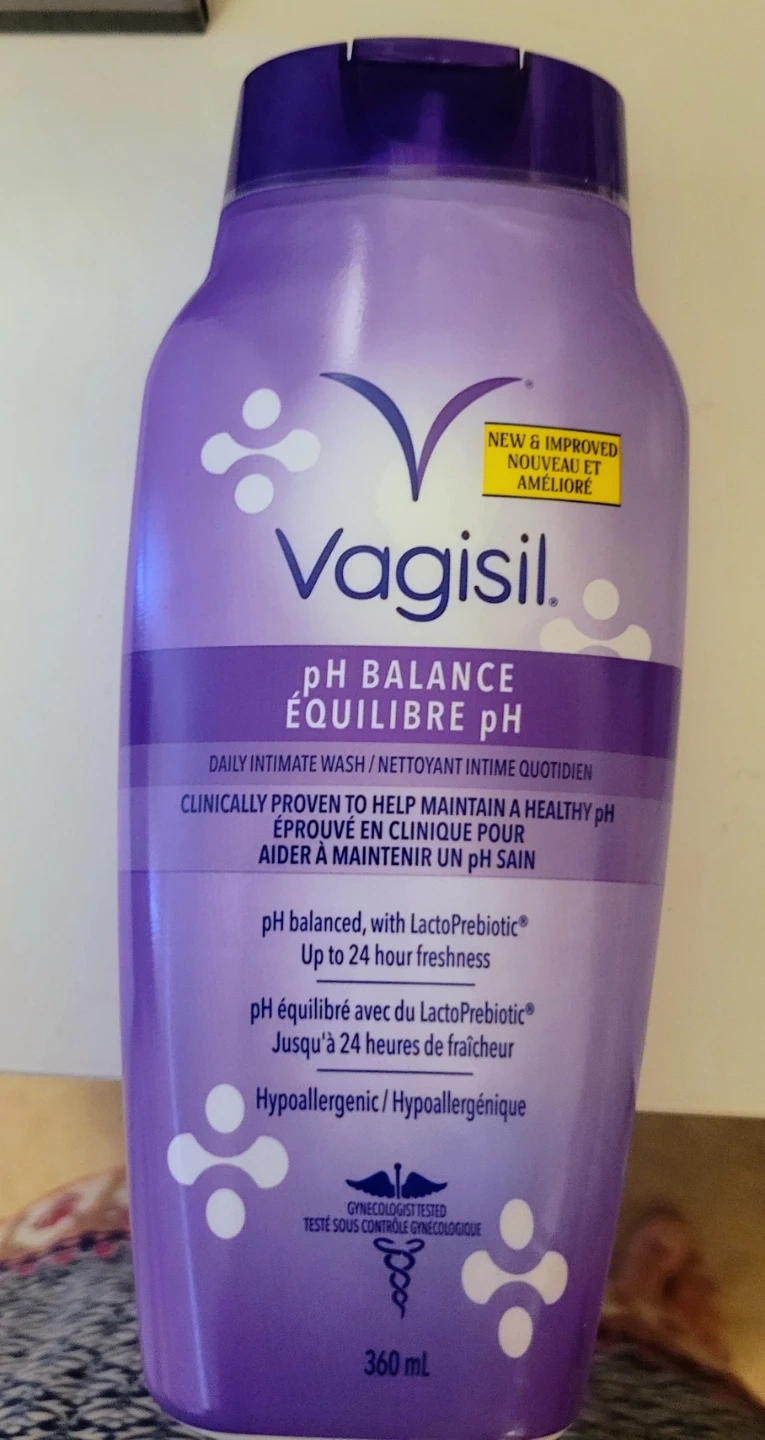 NEW & IMPROVED
NOUVEAU ET
AMÉLIORÉ
Vagisil®
pH BALANCE
ÉQUILIBRE pH
DAILY INTIMATE WASH / NETTOYANT INTIME QUOTIDIEN
CLINICALLY PROVEN TO HELP MAINTAIN A HEALTHY pH
ÉPROUVÉ EN CLINIQUE POUR
AIDER À MAINTENIR UN pH SAIN
pH balanced, with LactoPrebiotic®
Up to 24 hour freshness
pH équilibré avec du LactoPrebiotic®
Jusqu'à 24 heures de fraîcheur
Hypoallergenic / Hypoallergénique
GYNECOLOGIST TESTED
TESTÉ SOUS CONTRÔLE GYNÉCOLOGIQUE
360 mL